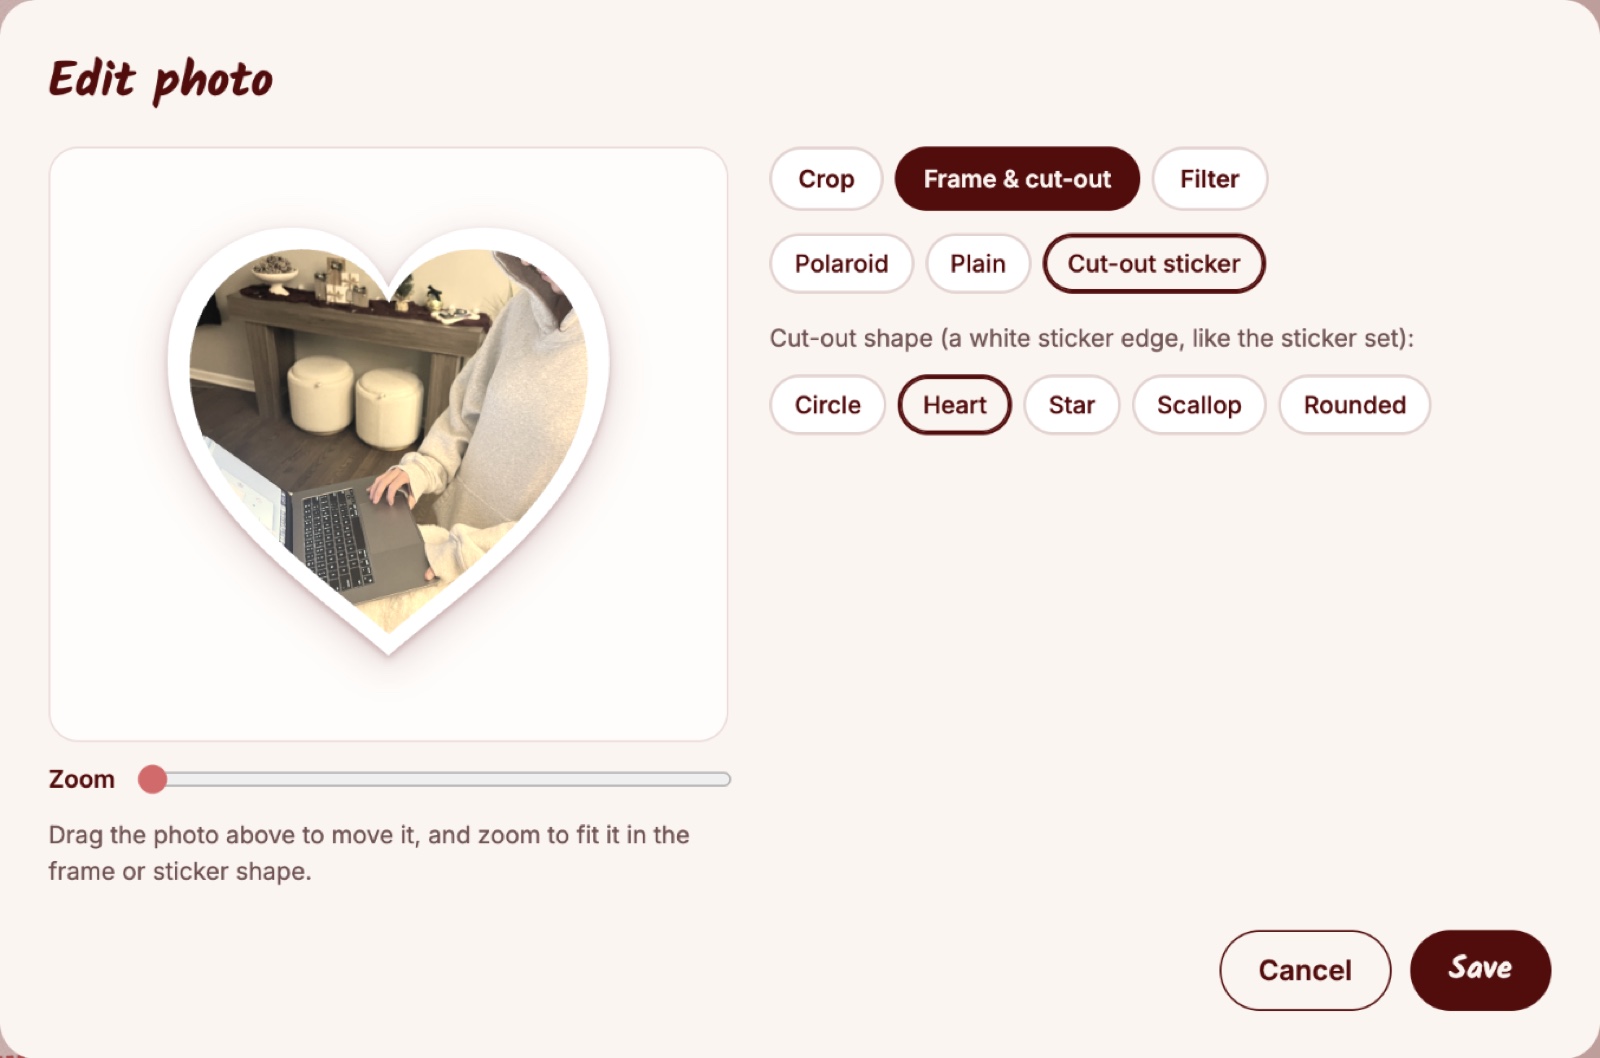 Edit photo
Crop
Frame & cut-out
Filter
Polaroid
Plain
Cut-out sticker
Cut-out shape (a white sticker edge, like the sticker set):
Circle
Heart
Star
Scallop
Rounded
Zoom
Drag the photo above to move it, and zoom to fit it in the
frame or sticker shape.
Cancel
Save